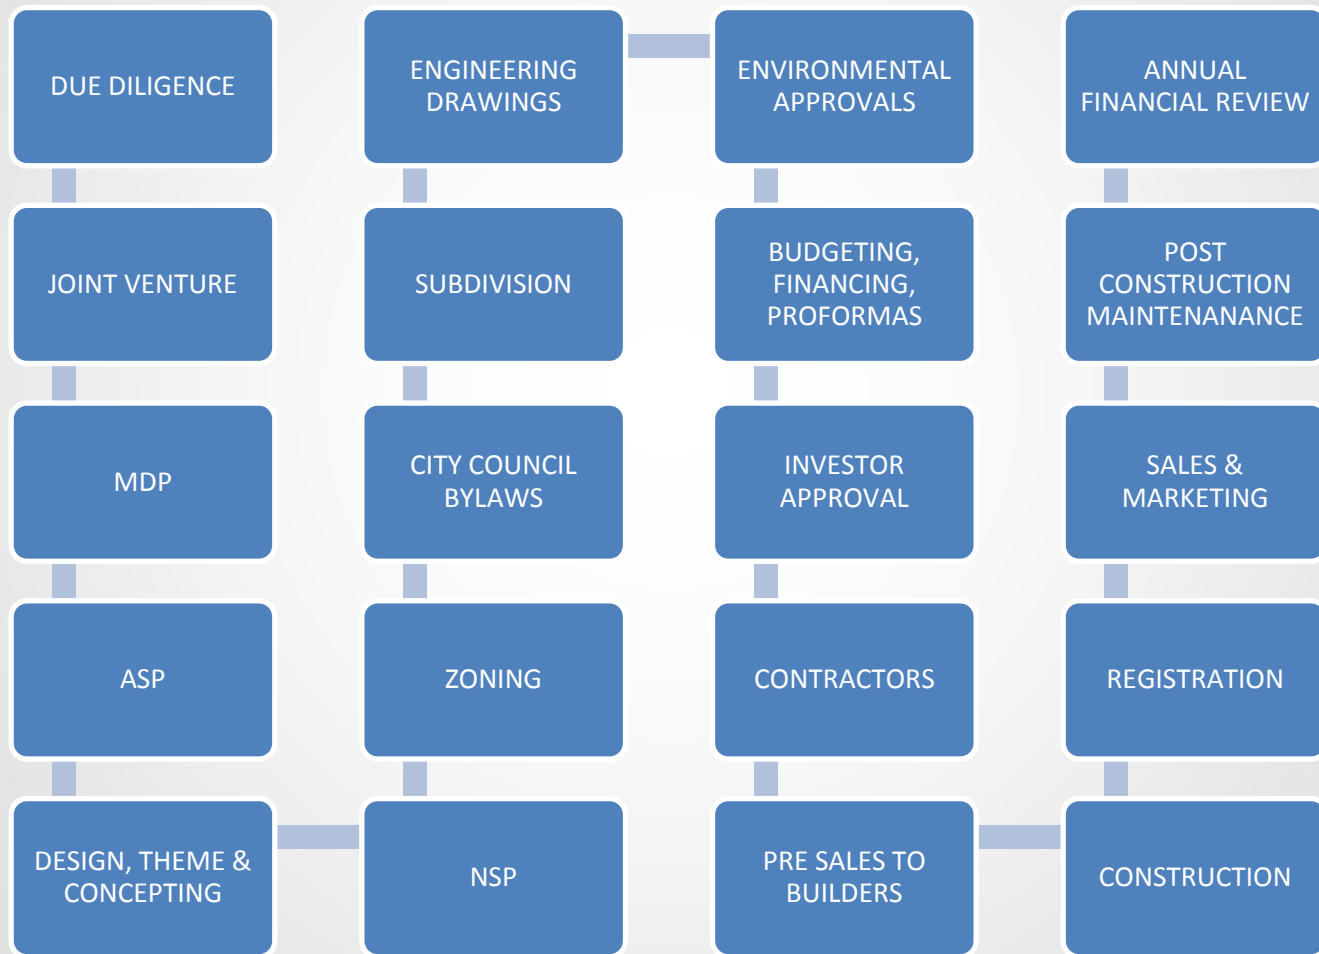 DUE DILIGENCE
JOINT VENTURE
MDP
ASP
DESIGN, THEME &
CONCEPTING
NSP
ZONING
CITY COUNCIL
BYLAWS
SUBDIVISION
ENGINEERING
DRAWINGS
ENVIRONMENTAL
APPROVALS
BUDGETING,
FINANCING,
PROFORMAS
INVESTOR
APPROVAL
CONTRACTORS
PRE SALES TO
BUILDERS
CONSTRUCTION
REGISTRATION
SALES &
MARKETING
POST
CONSTRUCTION
MAINTENANANCE
ANNUAL
FINANCIAL REVIEW